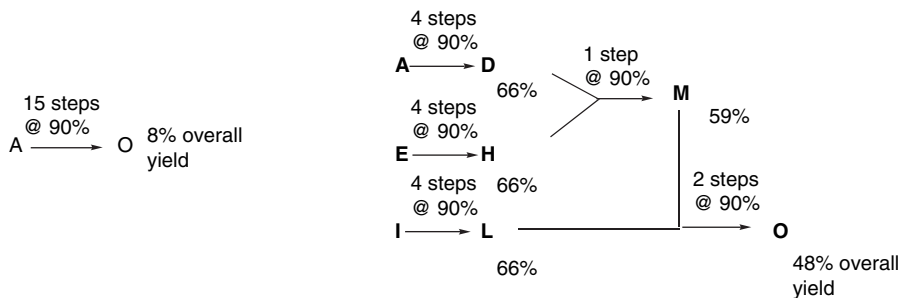 15 steps
@ 90%
A
O
8% overall
yield
4 steps
@ 90%
A
D
66%
1 step
@ 90%
M
59%
4 steps
@ 90%
E
H
66%
4 steps
@ 90%
I
L
66%
2 steps
@ 90%
O
48% overall
yield